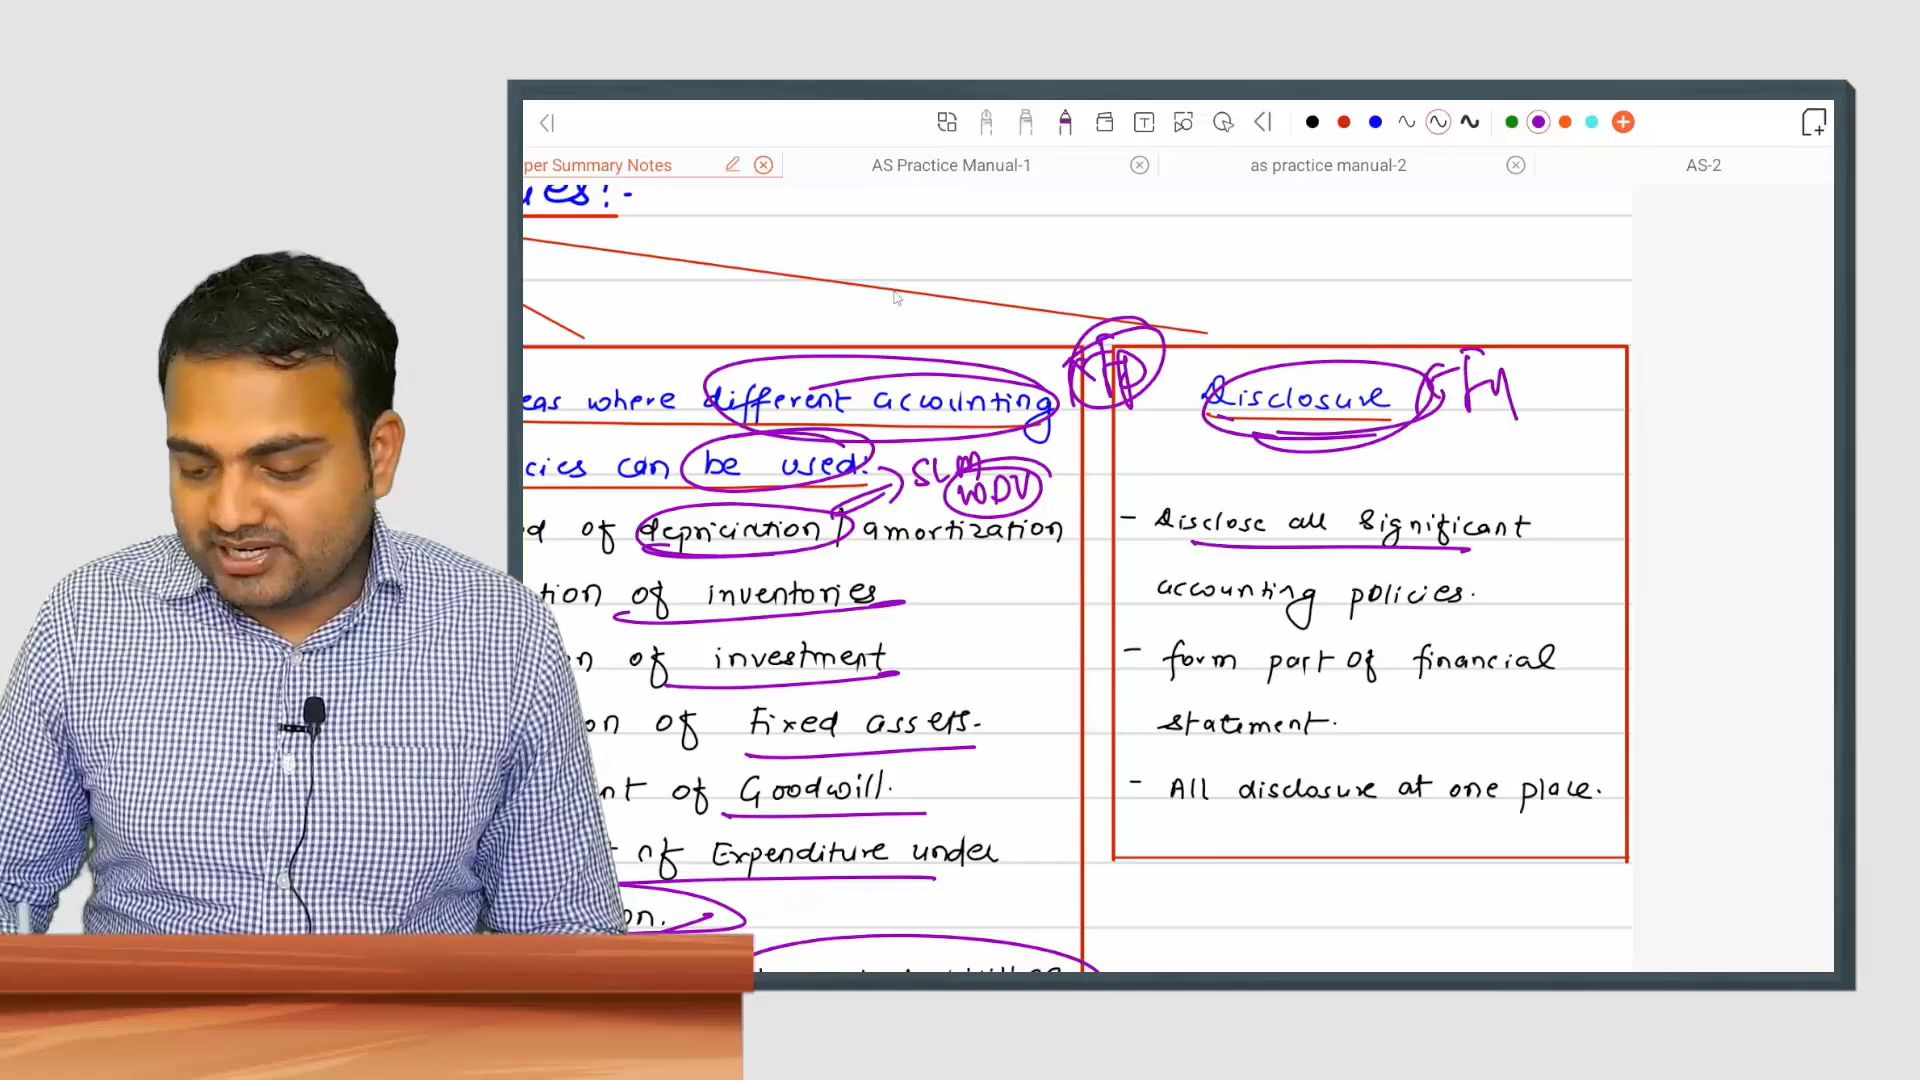 per Summary Notes AS Practice Manual-1 as practice manual-2 AS-2
ies:-
eas where different accounting
cies can be used:
SLM
WDV
d of depriciation/amortization
tion of inventories
n of investment
on of Fixed assets.
nt of Goodwill.
of Expenditure under
on.
Disclosure
- Disclose all significant
accounting policies.
- form part of financial
statement.
- All disclosure at one place.